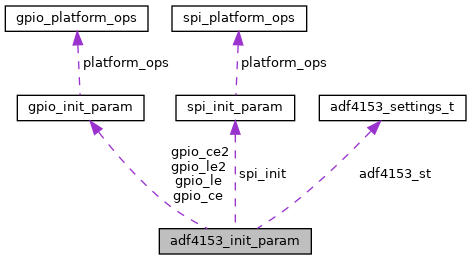 gpio_platform_ops
spi_platform_ops
platform_ops
platform_ops
gpio_init_param
spi_init_param
adf4153_settings_t
gpio_ce2
gpio_le2
gpio_le
gpio_ce
spi_init
adf4153_st
adf4153_init_param